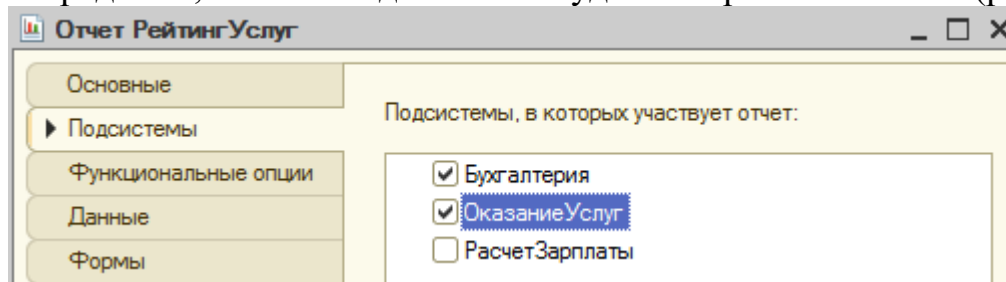 Отчет РейтингУслуг
Основные
Подсистемы
Функциональные опции
Данные
Формы
Подсистемы, в которых участвует отчет:
Бухгалтерия
ОказаниеУслуг
РасчетЗарплаты